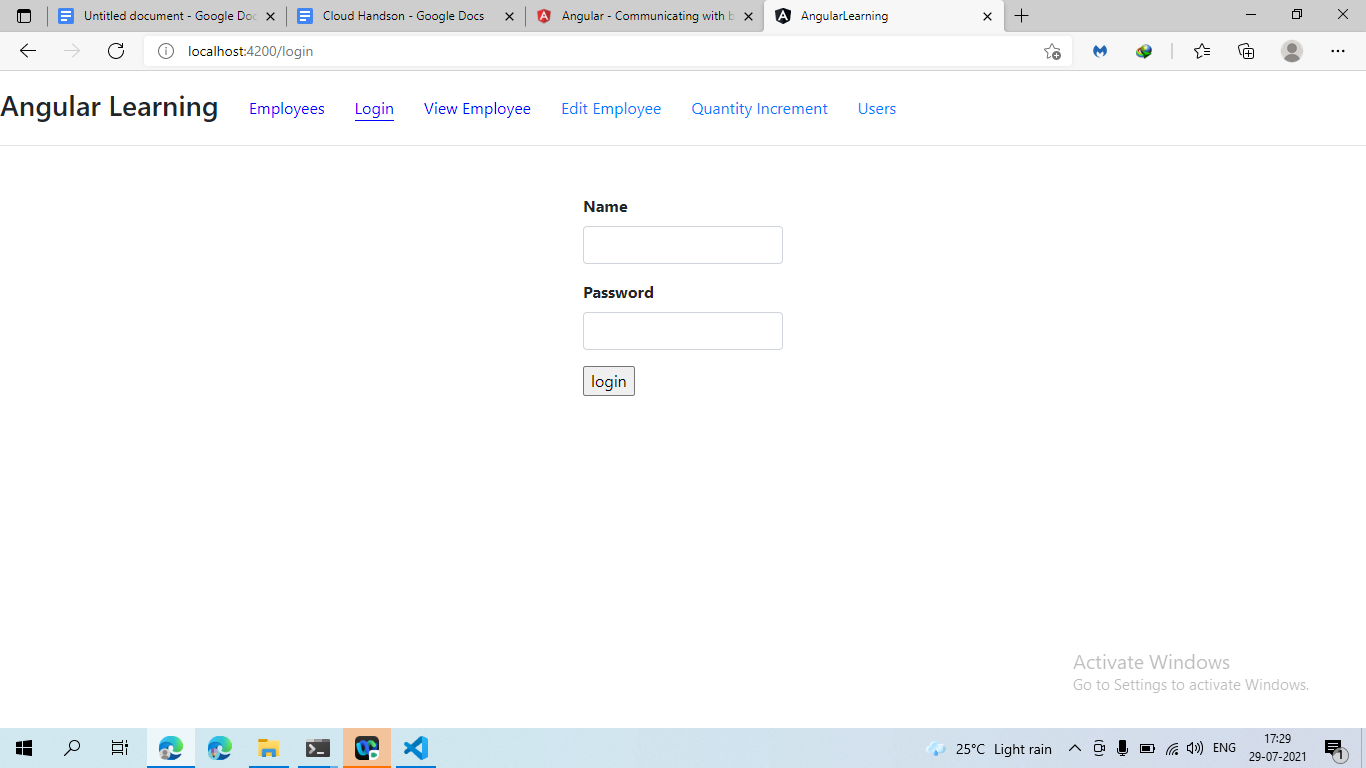 Untitled document - Google Doc
Cloud Handson - Google Docs
Angular - Communicating with b
AngularLearning
localhost:4200/login
Angular Learning
Employees
Login
View Employee
Edit Employee
Quantity Increment
Users
Name
Password
login
Activate Windows
Go to Settings to activate Windows.
25°C Light rain
ENG
17:29
29-07-2021
1